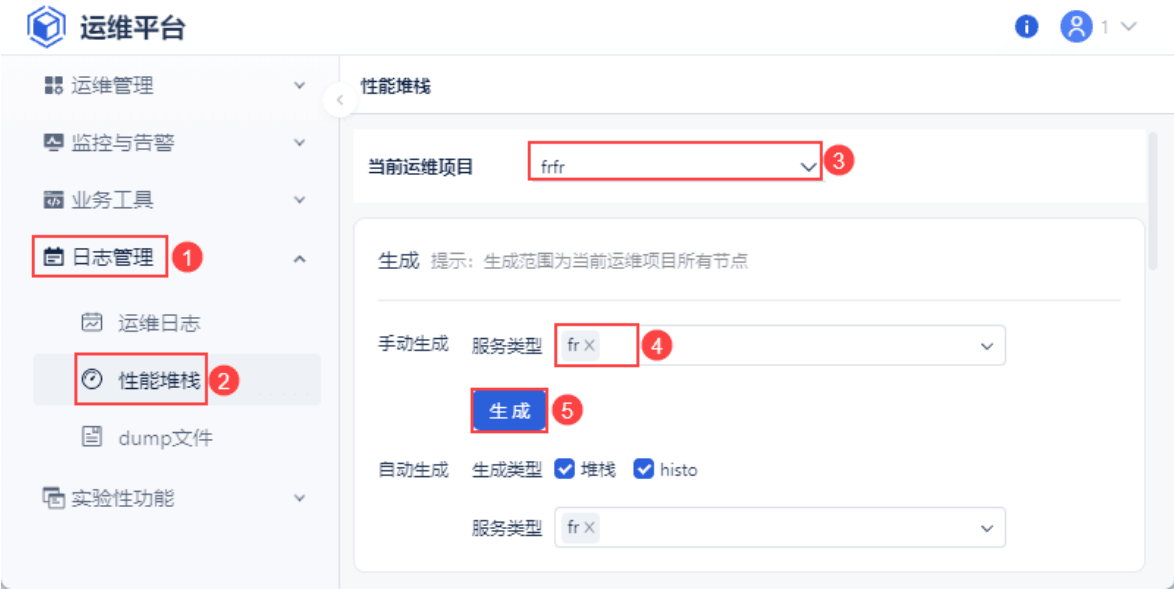 运维平台
1
运维管理
监控与告警
业务工具
日志管理 1
运维日志
性能堆栈 2
dump文件
实验性功能
性能堆栈
当前运维项目 frfr 3
生成 提示：生成范围为当前运维项目所有节点
手动生成 服务类型 fr × 4
生成 5
自动生成 生成类型 堆栈 histo
服务类型 fr ×